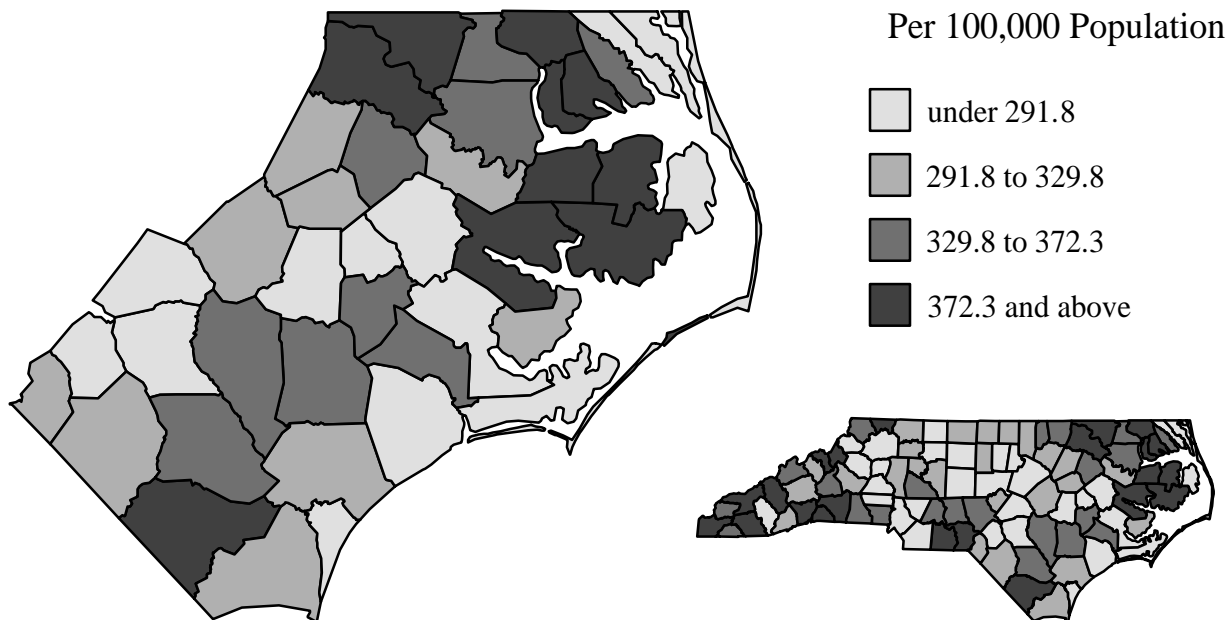 Per 100,000 Population
under 291.8
291.8 to 329.8
329.8 to 372.3
372.3 and above